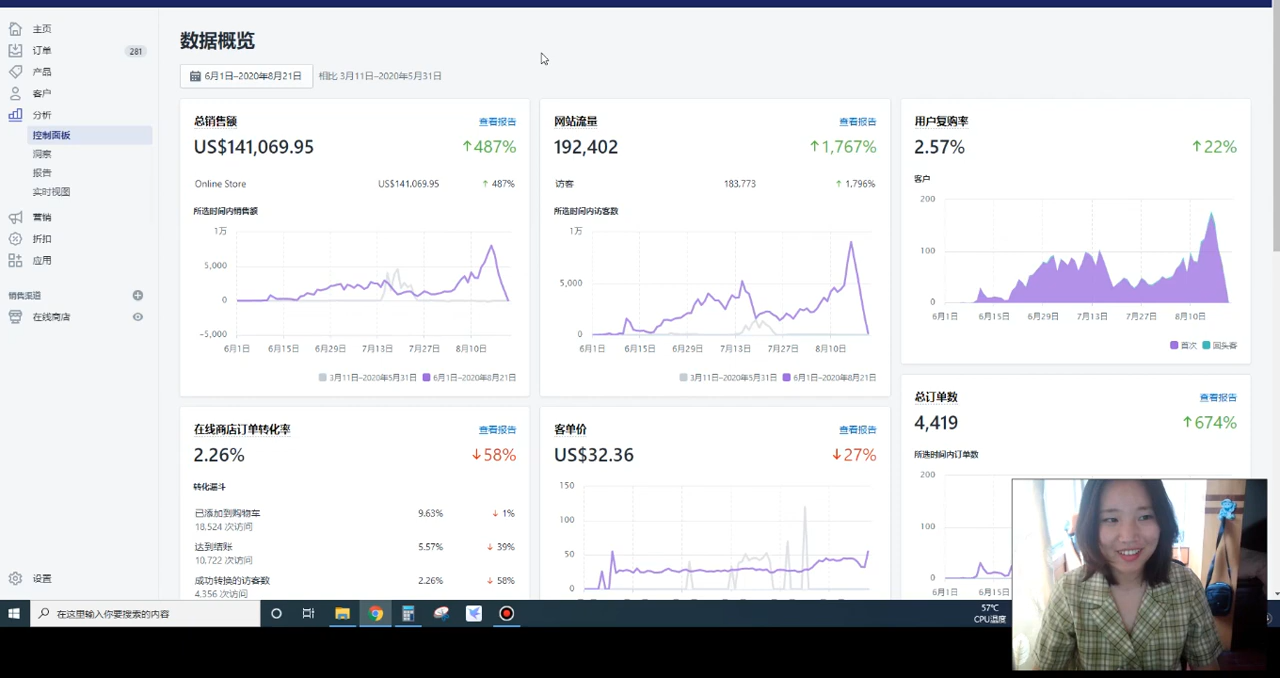 主页
订单
281
产品
客户
分析
控制面板
洞察
报告
实时视图
营销
折扣
应用
销售渠道
在线商店
设置
数据概览
6月1日–2020年8月21日 相比 3月11日–2020年5月31日
总销售额 查看报告
US$141,069.95 ↑487%
Online Store US$141,069.95 ↑ 487%
所选时间内销售额
1万
5,000
0
-5,000
6月1日 6月15日 6月29日 7月13日 7月27日 8月10日
3月11日–2020年5月31日 6月1日–2020年8月21日
网站流量 查看报告
192,402 ↑1,767%
访客 183,773 ↑ 1,796%
所选时间内访客数
1万
5,000
0
6月1日 6月15日 6月29日 7月13日 7月27日 8月10日
3月11日–2020年5月31日 6月1日–2020年8月21日
用户复购率
2.57% ↑22%
客户
200
100
0
6月1日 6月15日 6月29日 7月13日 7月27日 8月10日
首次 回头客
在线商店订单转化率 查看报告
2.26% ↓58%
转化漏斗
已添加到购物车 9.63% ↓ 1%
18,524 次访问
达到结账 5.57% ↓ 39%
10,722 次访问
成功转换的访客数 2.26% ↓ 58%
4,356 次访问
客单价 查看报告
US$32.36 ↓27%
150
100
50
0
总订单数 查看报告
4,419 ↑674%
所选时间内订单数
200
100
0
6月1日 6月15日
在这里输入你要搜索的内容
57℃
CPU温度